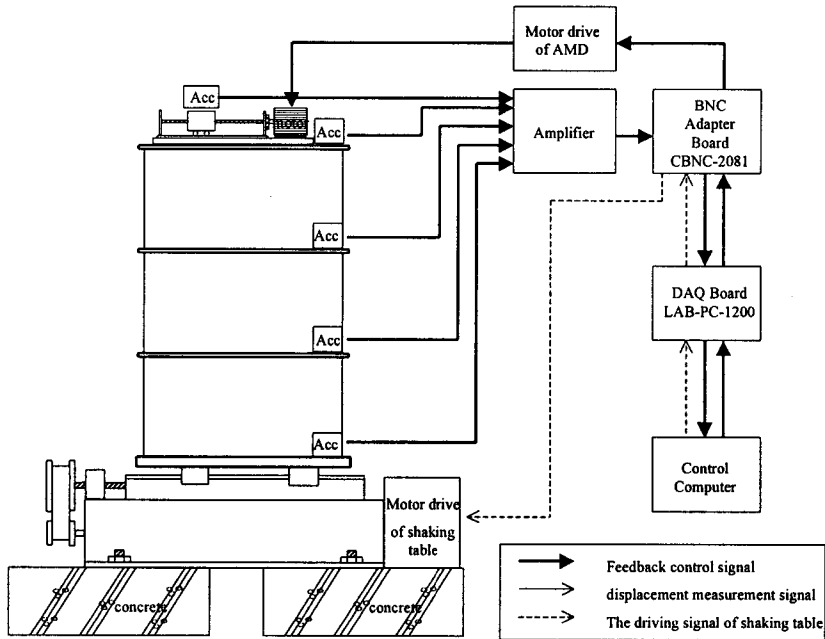 Motor drive
of AMD
Acc
motor
Acc
Amplifier
BNC
Adapter
Board
CBNC-2081
Acc
DAQ Board
LAB-PC-1200
Acc
Acc
Control
Computer
Motor drive
of shaking
table
concrete
concrete
Feedback control signal
displacement measurement signal
The driving signal of shaking table